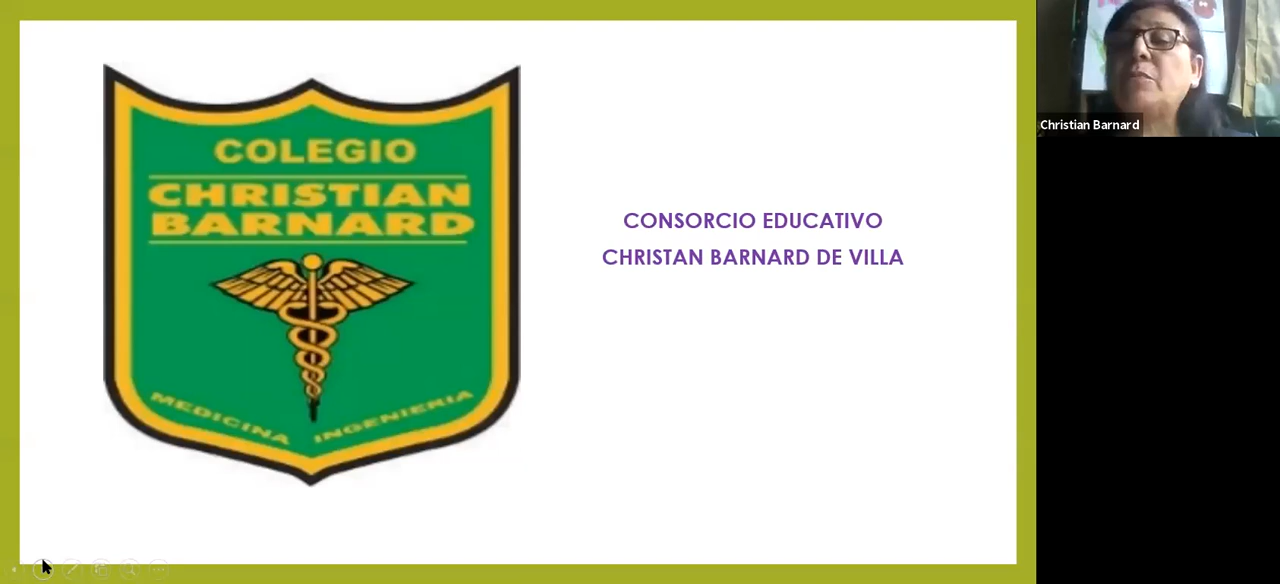 COLEGIO
CHRISTIAN
BARNARD
MEDICINA INGENIERIA
CONSORCIO EDUCATIVO
CHRISTAN BARNARD DE VILLA
Christian Barnard